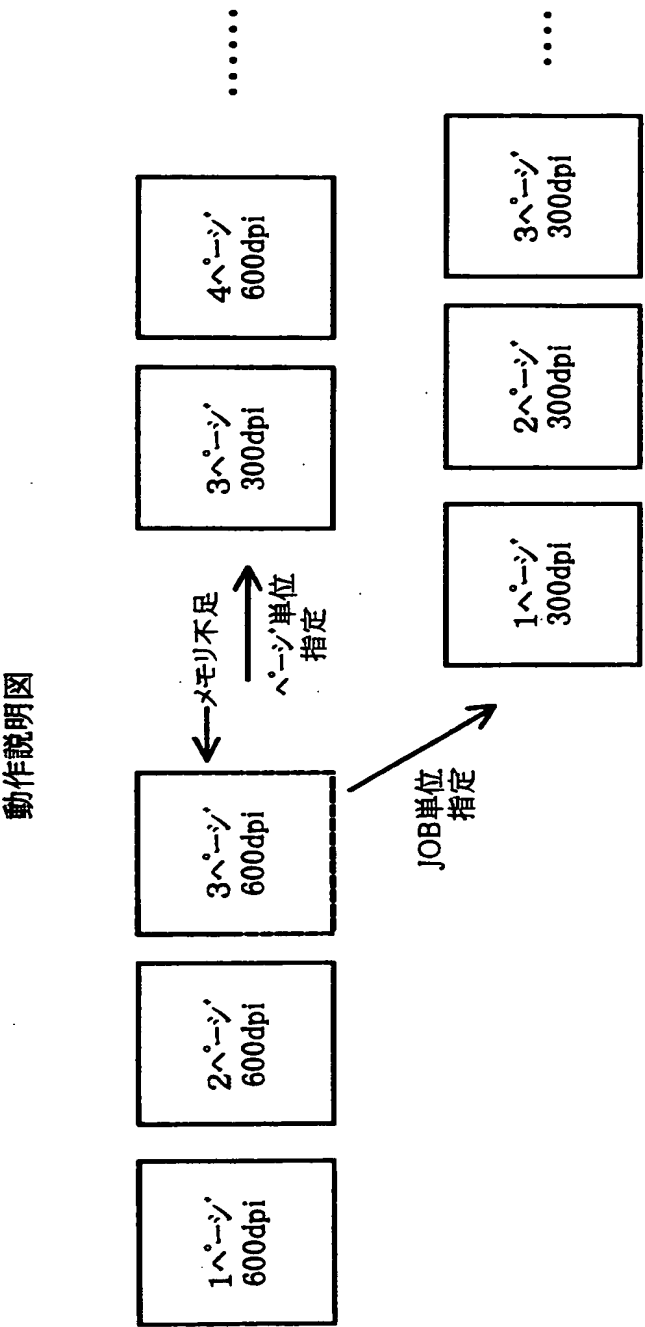 動作説明図
1ページ
600dpi
2ページ
600dpi
3ページ
600dpi
メモリ不足
ページ単位
指定
3ページ
300dpi
4ページ
600dpi
......
JOB単位
指定
1ページ
300dpi
2ページ
300dpi
3ページ
300dpi
....